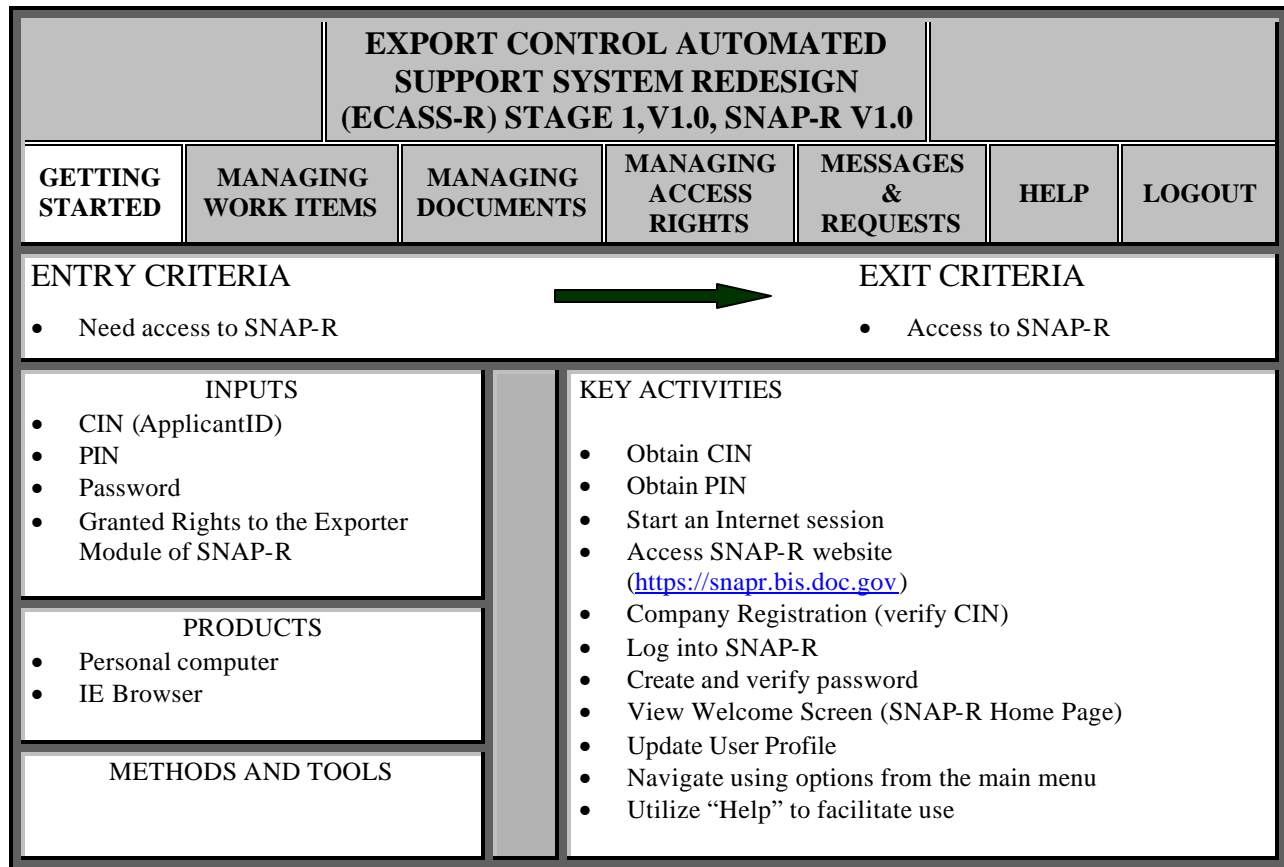 EXPORT CONTROL AUTOMATED
SUPPORT SYSTEM REDESIGN
(ECASS-R) STAGE 1,V1.0, SNAP-R V1.0
GETTING
STARTED
MANAGING
WORK ITEMS
MANAGING
DOCUMENTS
MANAGING
ACCESS
RIGHTS
MESSAGES
&
REQUESTS
HELP
LOGOUT
ENTRY CRITERIA
• Need access to SNAP-R
EXIT CRITERIA
• Access to SNAP-R
INPUTS
• CIN (ApplicantID)
• PIN
• Password
• Granted Rights to the Exporter
Module of SNAP-R
PRODUCTS
• Personal computer
• IE Browser
METHODS AND TOOLS
KEY ACTIVITIES
• Obtain CIN
• Obtain PIN
• Start an Internet session
• Access SNAP-R website
(https://snapr.bis.doc.gov)
• Company Registration (verify CIN)
• Log into SNAP-R
• Create and verify password
• View Welcome Screen (SNAP-R Home Page)
• Update User Profile
• Navigate using options from the main menu
• Utilize “Help” to facilitate use